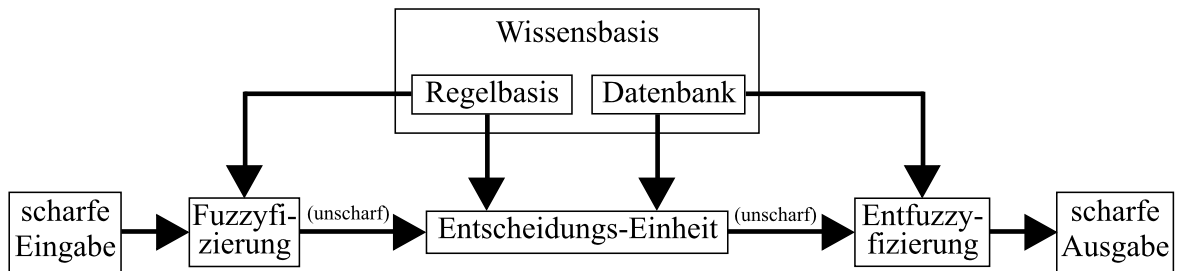 Wissensbasis
Regelbasis
Datenbank
scharfe
Eingabe
Fuzzyfi-
zierung
(unscharf)
Entscheidungs-Einheit
(unscharf)
Entfuzzy-
fizierung
scharfe
Ausgabe